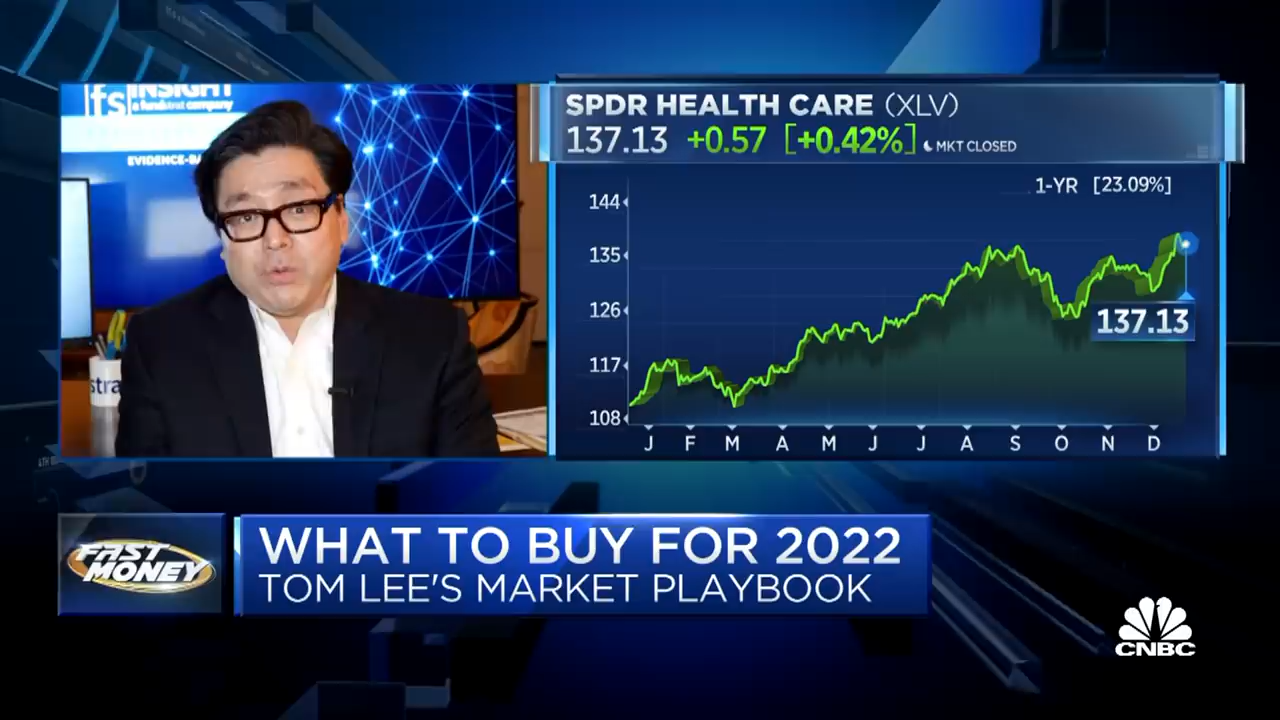 fs INSIGHT
a fundstrat company
EVIDENCE-BA
stra
SPDR HEALTH CARE (XLV)
137.13 +0.57 [+0.42%] MKT CLOSED
1-YR [23.09%]
144
135
126
117
108
137.13
J F M A M J J A S O N D
FAST MONEY
WHAT TO BUY FOR 2022
TOM LEE'S MARKET PLAYBOOK
CNBC